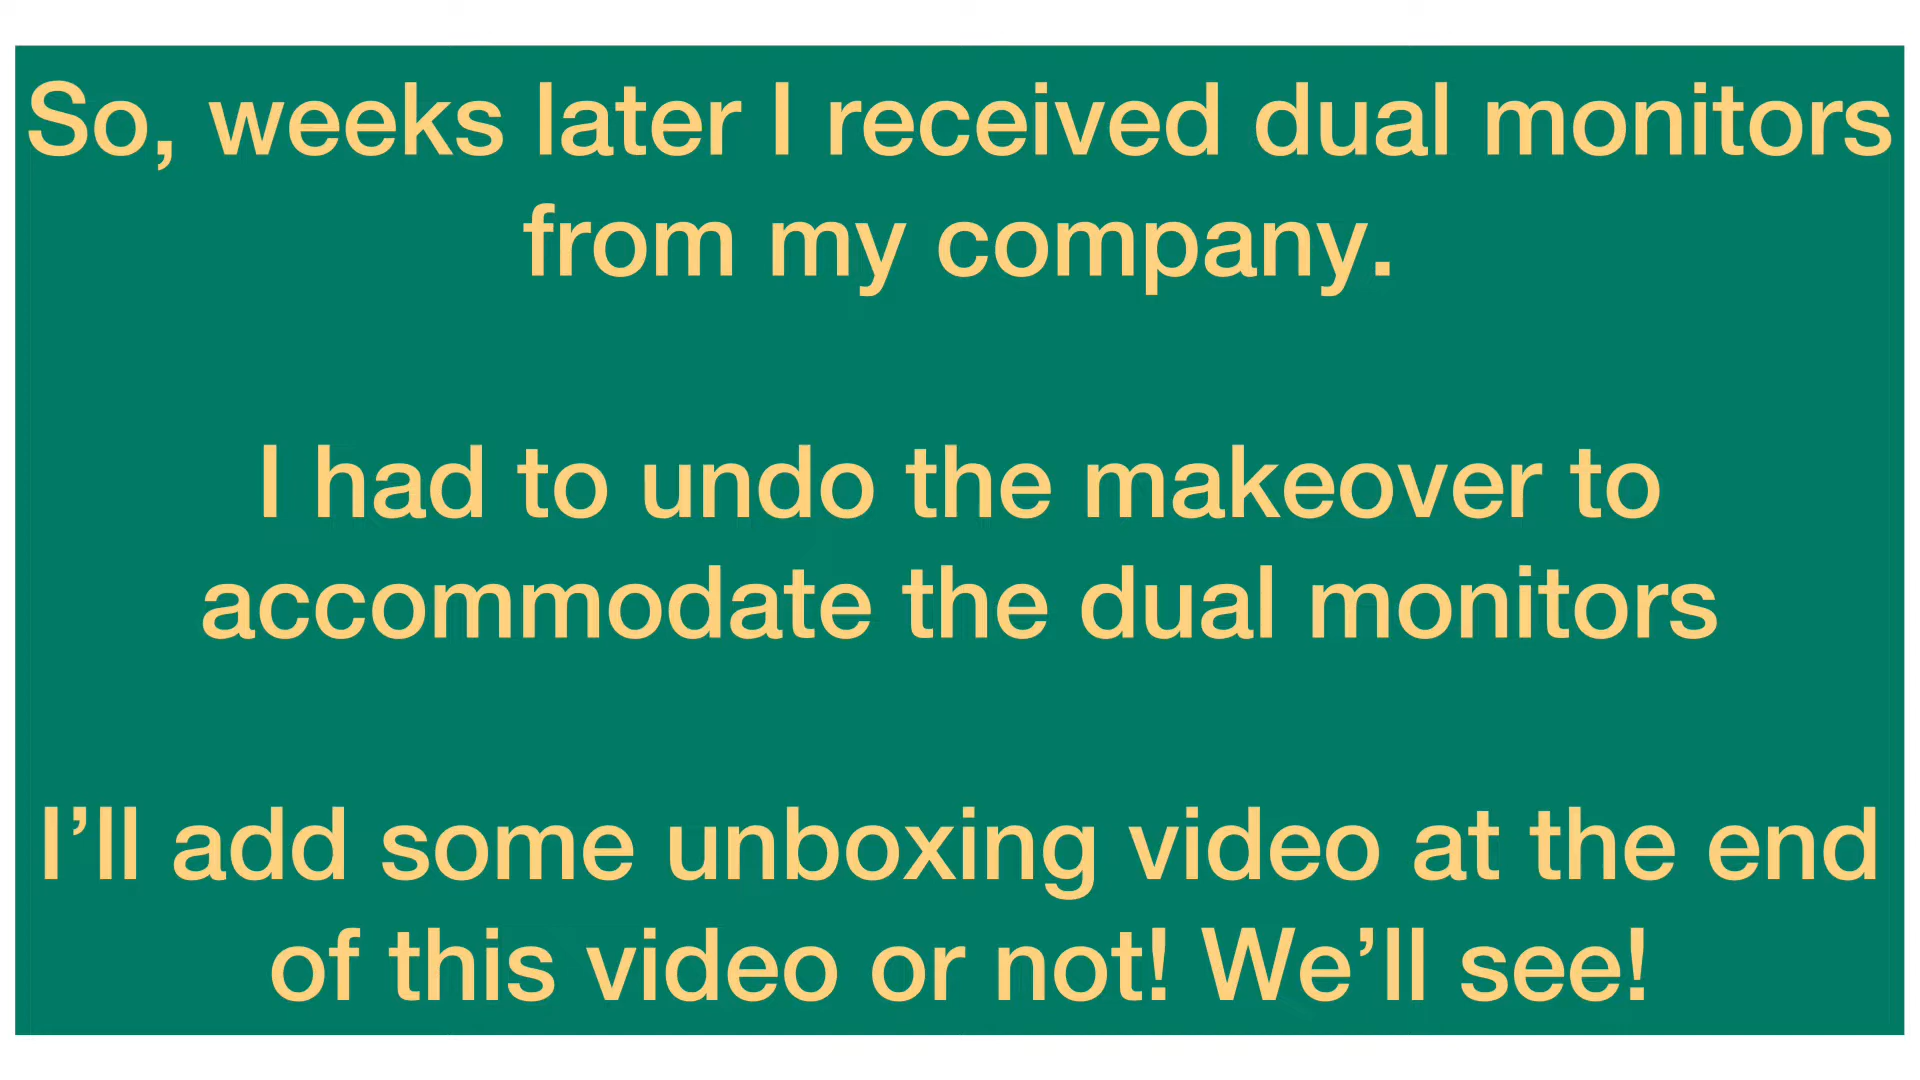 So, weeks later I received dual monitors
from my company.
I had to undo the makeover to
accommodate the dual monitors
I’ll add some unboxing video at the end
of this video or not! We’ll see!